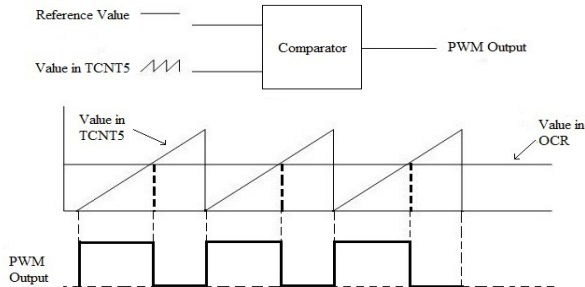 Reference Value
Comparator
PWM Output
Value in TCNT5
Value in
TCNT5
Value in
OCR
PWM
Output